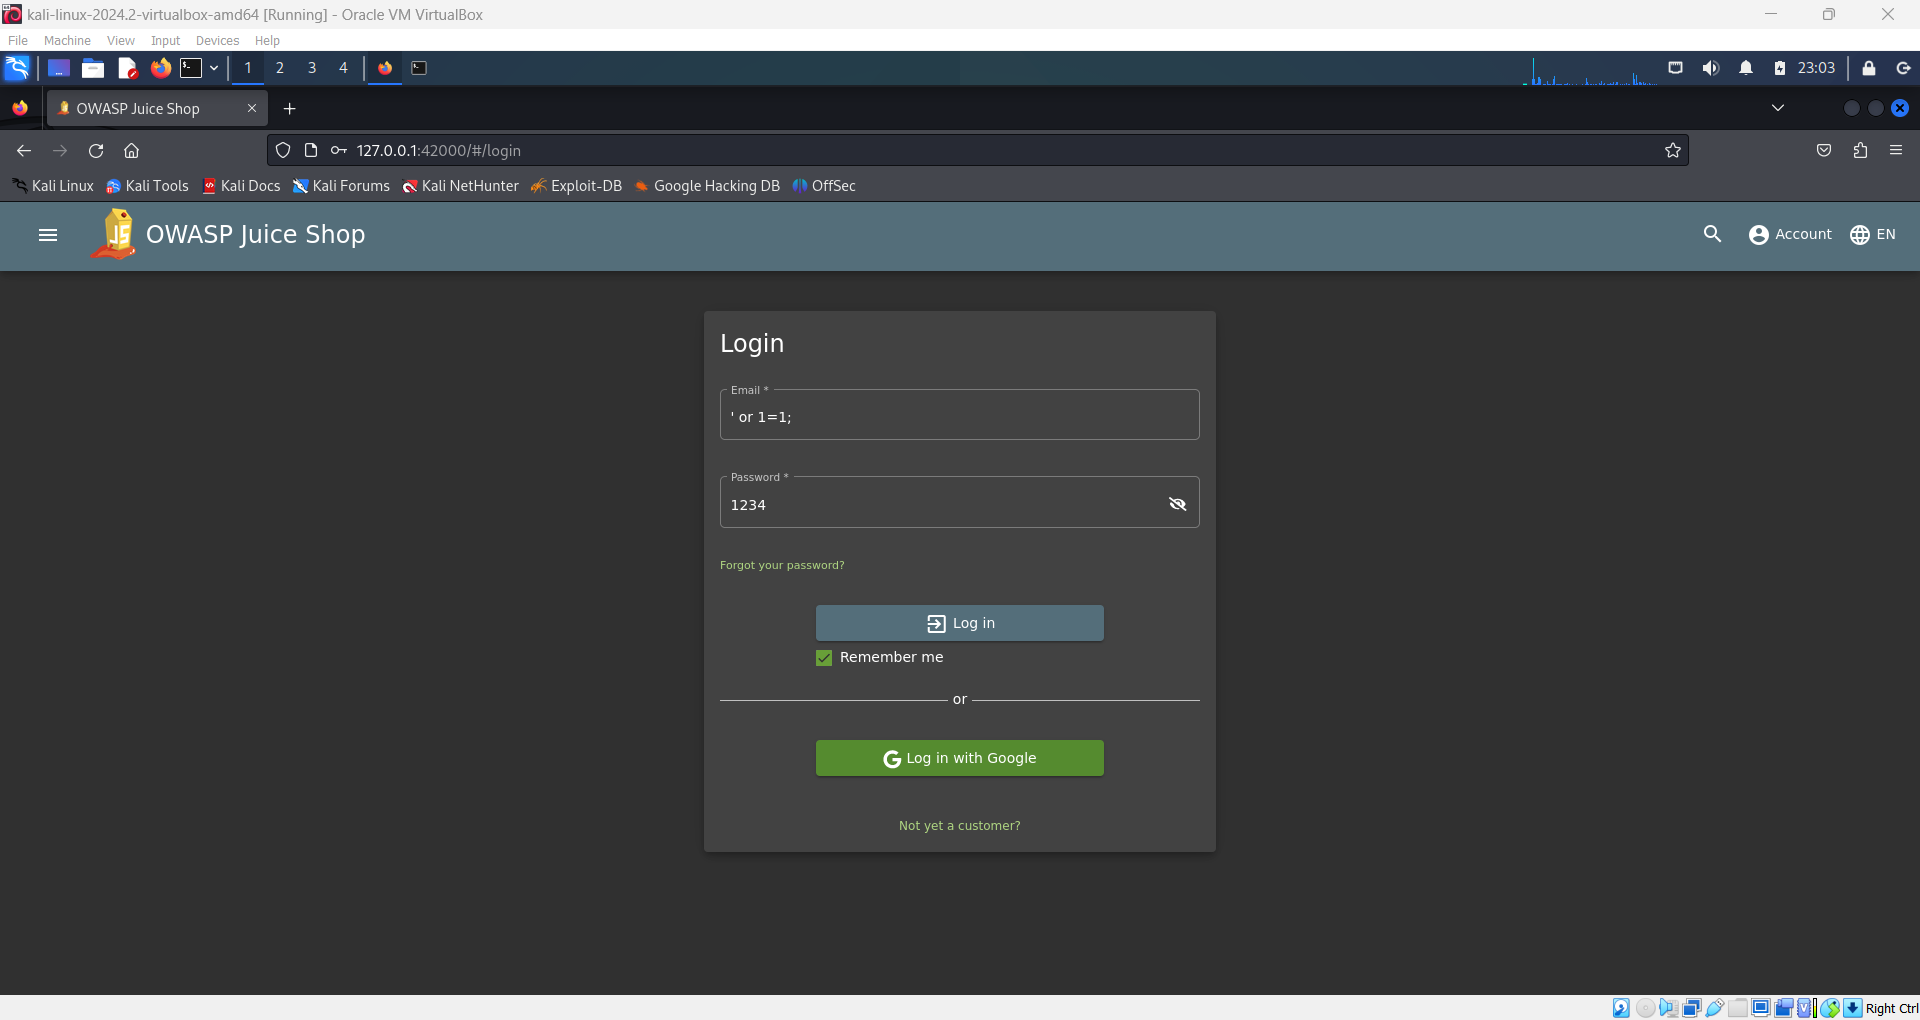 kali-linux-2024.2-virtualbox-amd64 [Running] - Oracle VM VirtualBox
File Machine View Input Devices Help
1 2 3 4 23:03
OWASP Juice Shop
127.0.0.1:42000/#/login
Kali Linux Kali Tools Kali Docs Kali Forums Kali NetHunter Exploit-DB Google Hacking DB OffSec
JS OWASP Juice Shop Account EN
Login
Email *
' or 1=1;
Password *
1234
Forgot your password?
Log in
Remember me
or
G Log in with Google
Not yet a customer?
Right Ctrl